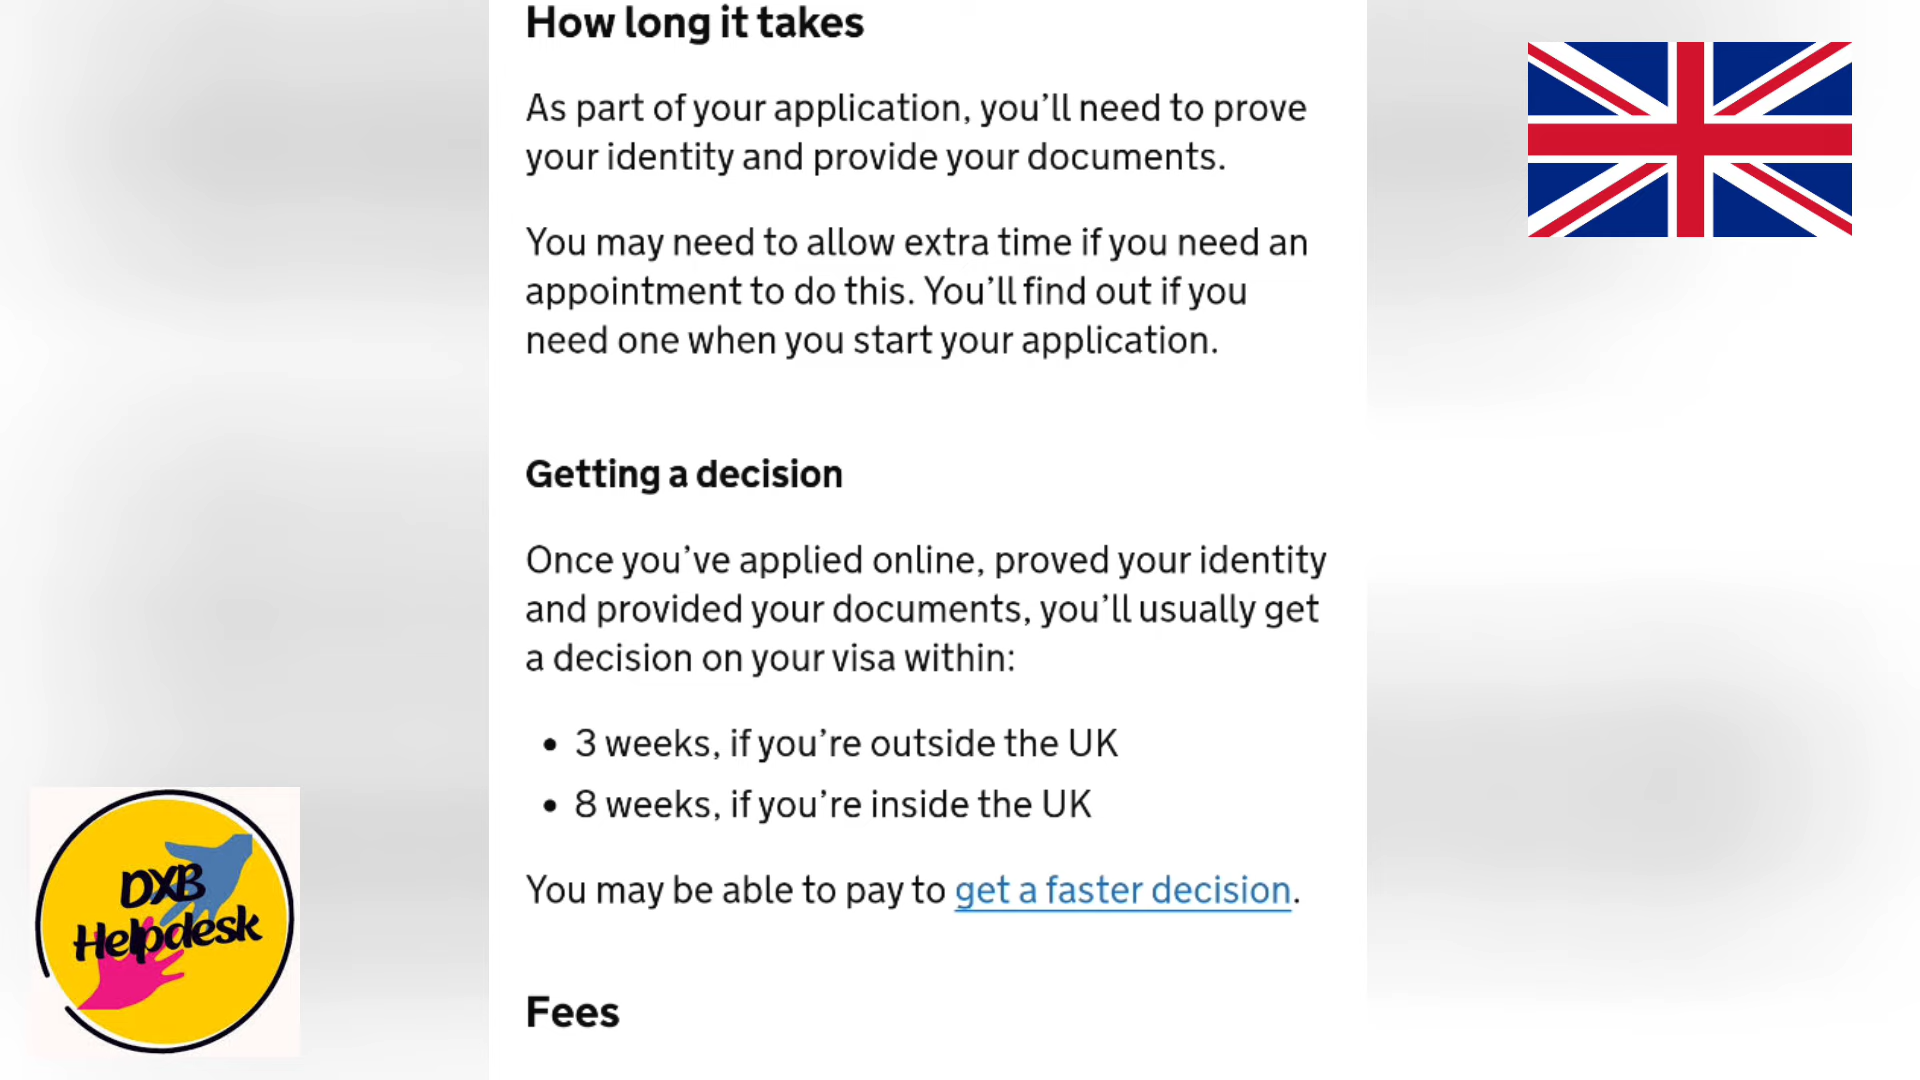 How long it takes
As part of your application, you’ll need to prove
your identity and provide your documents.
You may need to allow extra time if you need an
appointment to do this. You’ll find out if you
need one when you start your application.
Getting a decision
Once you’ve applied online, proved your identity
and provided your documents, you’ll usually get
a decision on your visa within:
• 3 weeks, if you’re outside the UK
• 8 weeks, if you’re inside the UK
You may be able to pay to get a faster decision.
Fees
DXB
Helpdesk